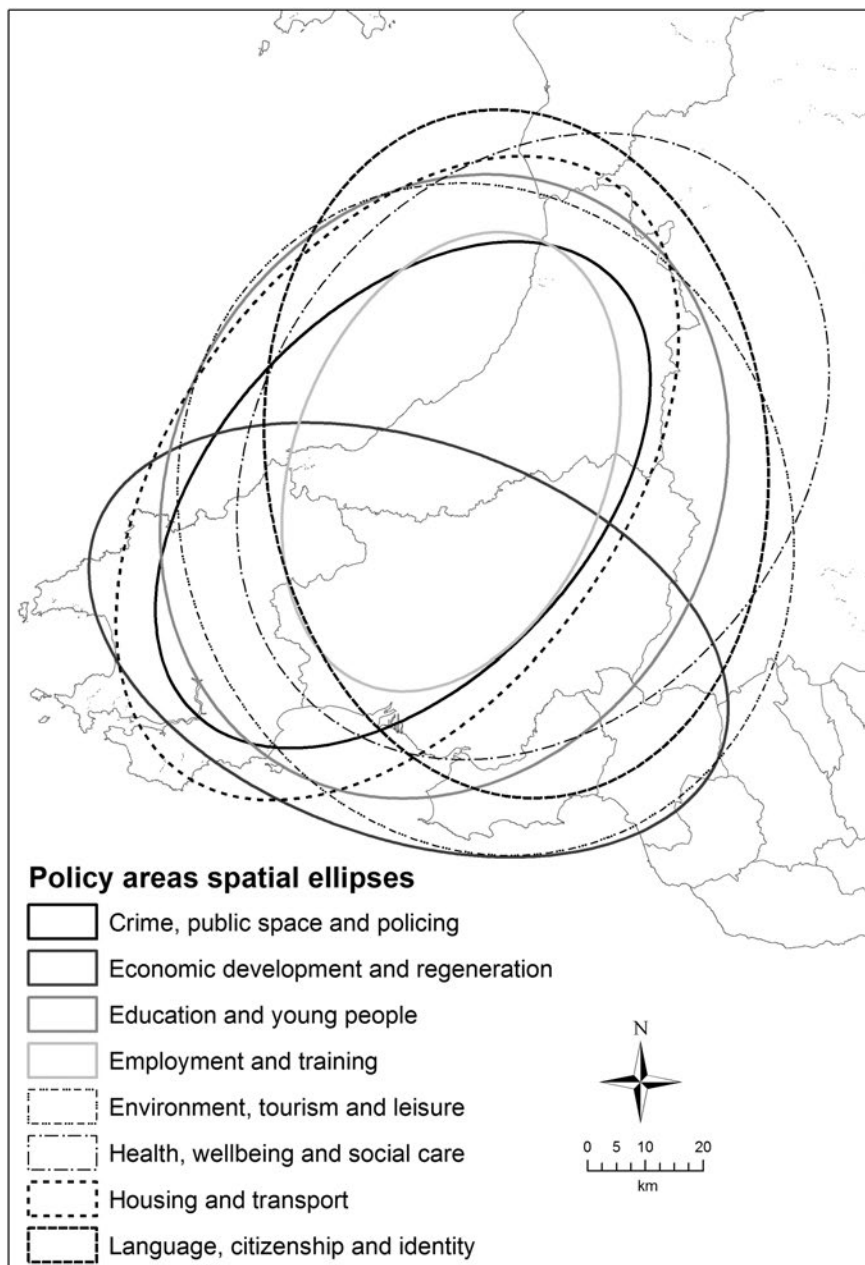 Policy areas spatial ellipses
Crime, public space and policing
Economic development and regeneration
Education and young people
Employment and training
Environment, tourism and leisure
Health, wellbeing and social care
Housing and transport
Language, citizenship and identity
N
0 5 10 20
km